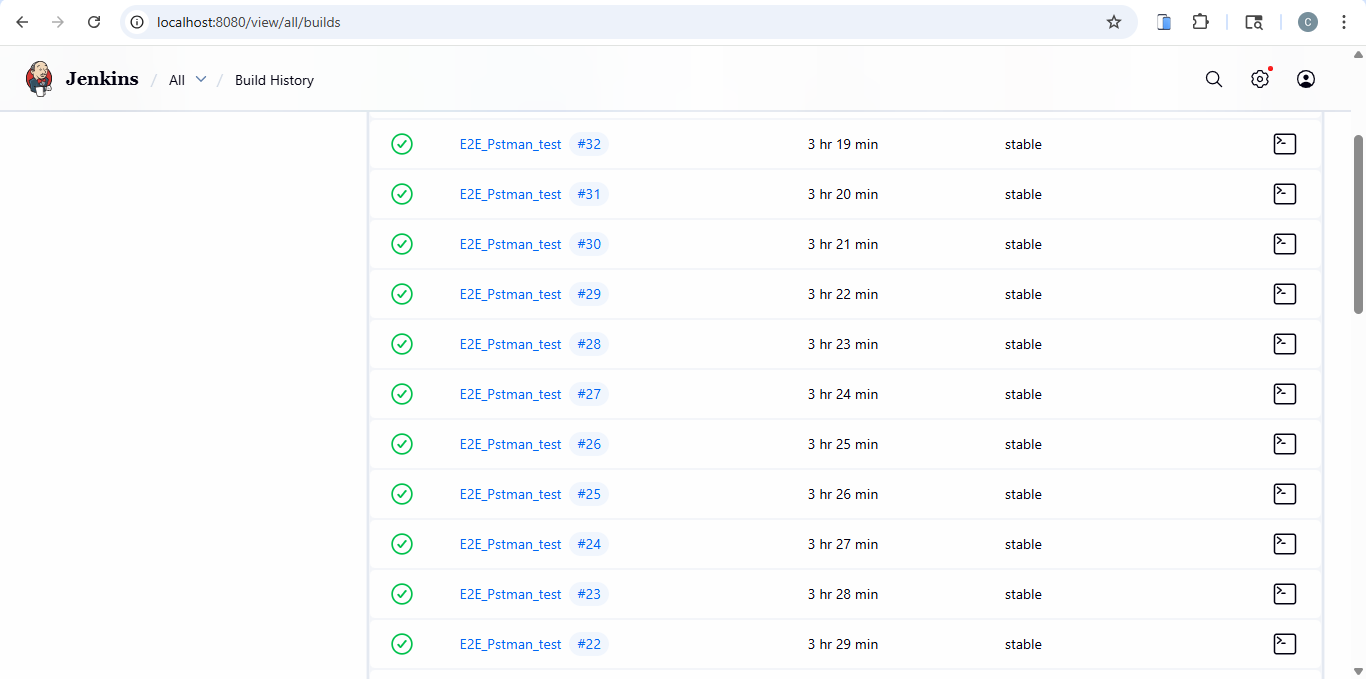 localhost:8080/view/all/builds
C
Jenkins / All / Build History
E2E_Pstman_test #32 3 hr 19 min stable
E2E_Pstman_test #31 3 hr 20 min stable
E2E_Pstman_test #30 3 hr 21 min stable
E2E_Pstman_test #29 3 hr 22 min stable
E2E_Pstman_test #28 3 hr 23 min stable
E2E_Pstman_test #27 3 hr 24 min stable
E2E_Pstman_test #26 3 hr 25 min stable
E2E_Pstman_test #25 3 hr 26 min stable
E2E_Pstman_test #24 3 hr 27 min stable
E2E_Pstman_test #23 3 hr 28 min stable
E2E_Pstman_test #22 3 hr 29 min stable